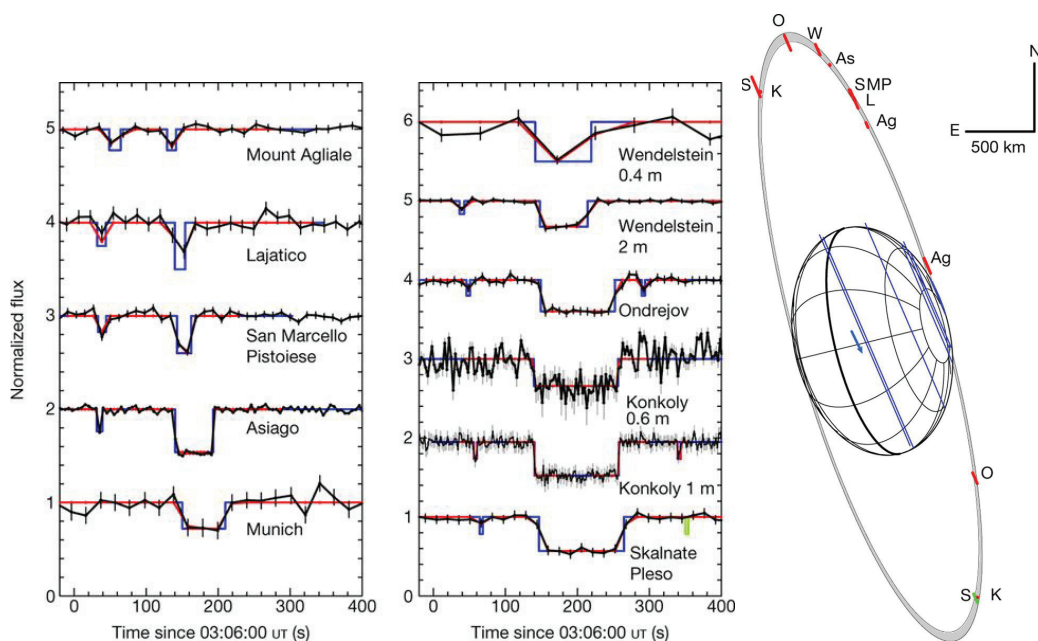 Normalized flux
5
4
3
2
1
0
Mount Agliale
Lajatico
San Marcello
Pistoiese
Asiago
Munich
0 100 200 300 400
Time since 03:06:00 UT (s)
6
5
4
3
2
1
0
Wendelstein
0.4 m
Wendelstein
2 m
Ondrejov
Konkoly
0.6 m
Konkoly 1 m
Skalnate
Pleso
0 100 200 300 400
Time since 03:06:00 UT (s)
O
W
As
S K
SMP
L
Ag
N
E
500 km
Ag
O
S K